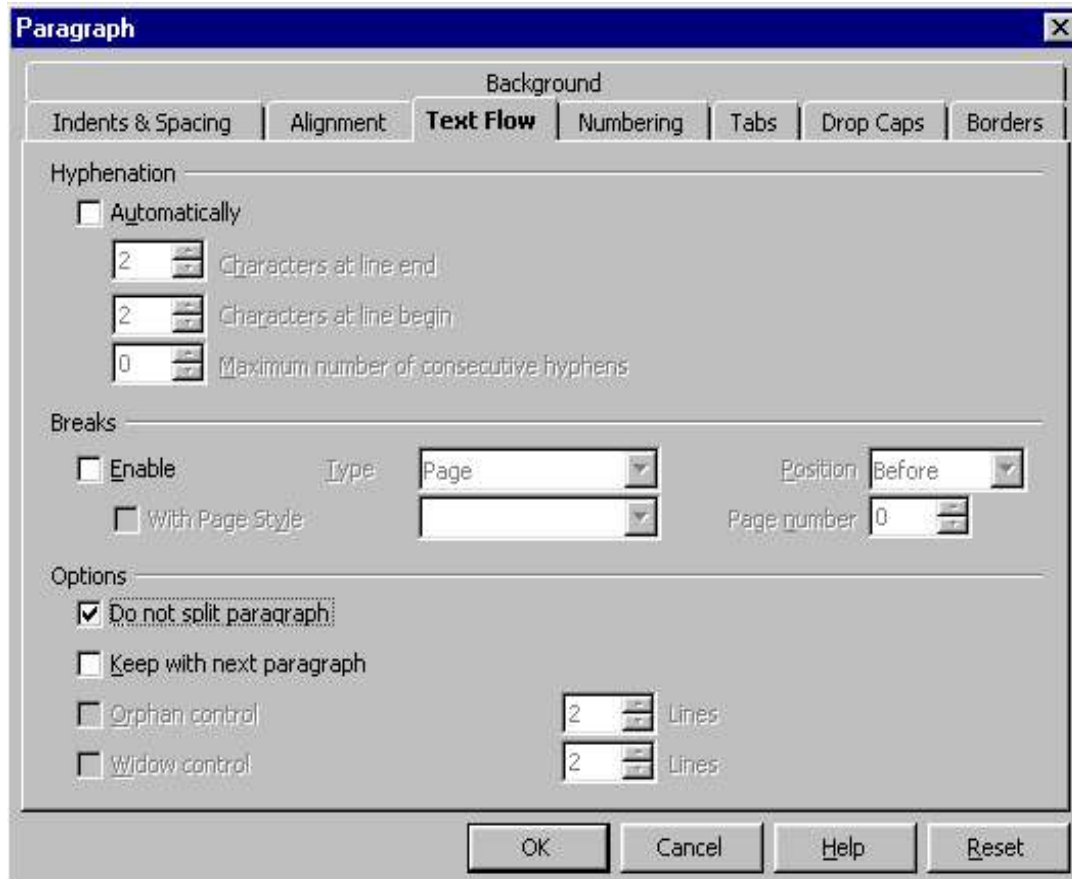 Paragraph
Background
Indents & Spacing Alignment Text Flow Numbering Tabs Drop Caps Borders
Hyphenation
Automatically
2 Characters at line end
2 Characters at line begin
0 Maximum number of consecutive hyphens
Breaks
Enable Type Page Position Before
With Page Style Page number 0
Options
Do not split paragraph
Keep with next paragraph
Orphan control 2 Lines
Widow control 2 Lines
OK Cancel Help Reset